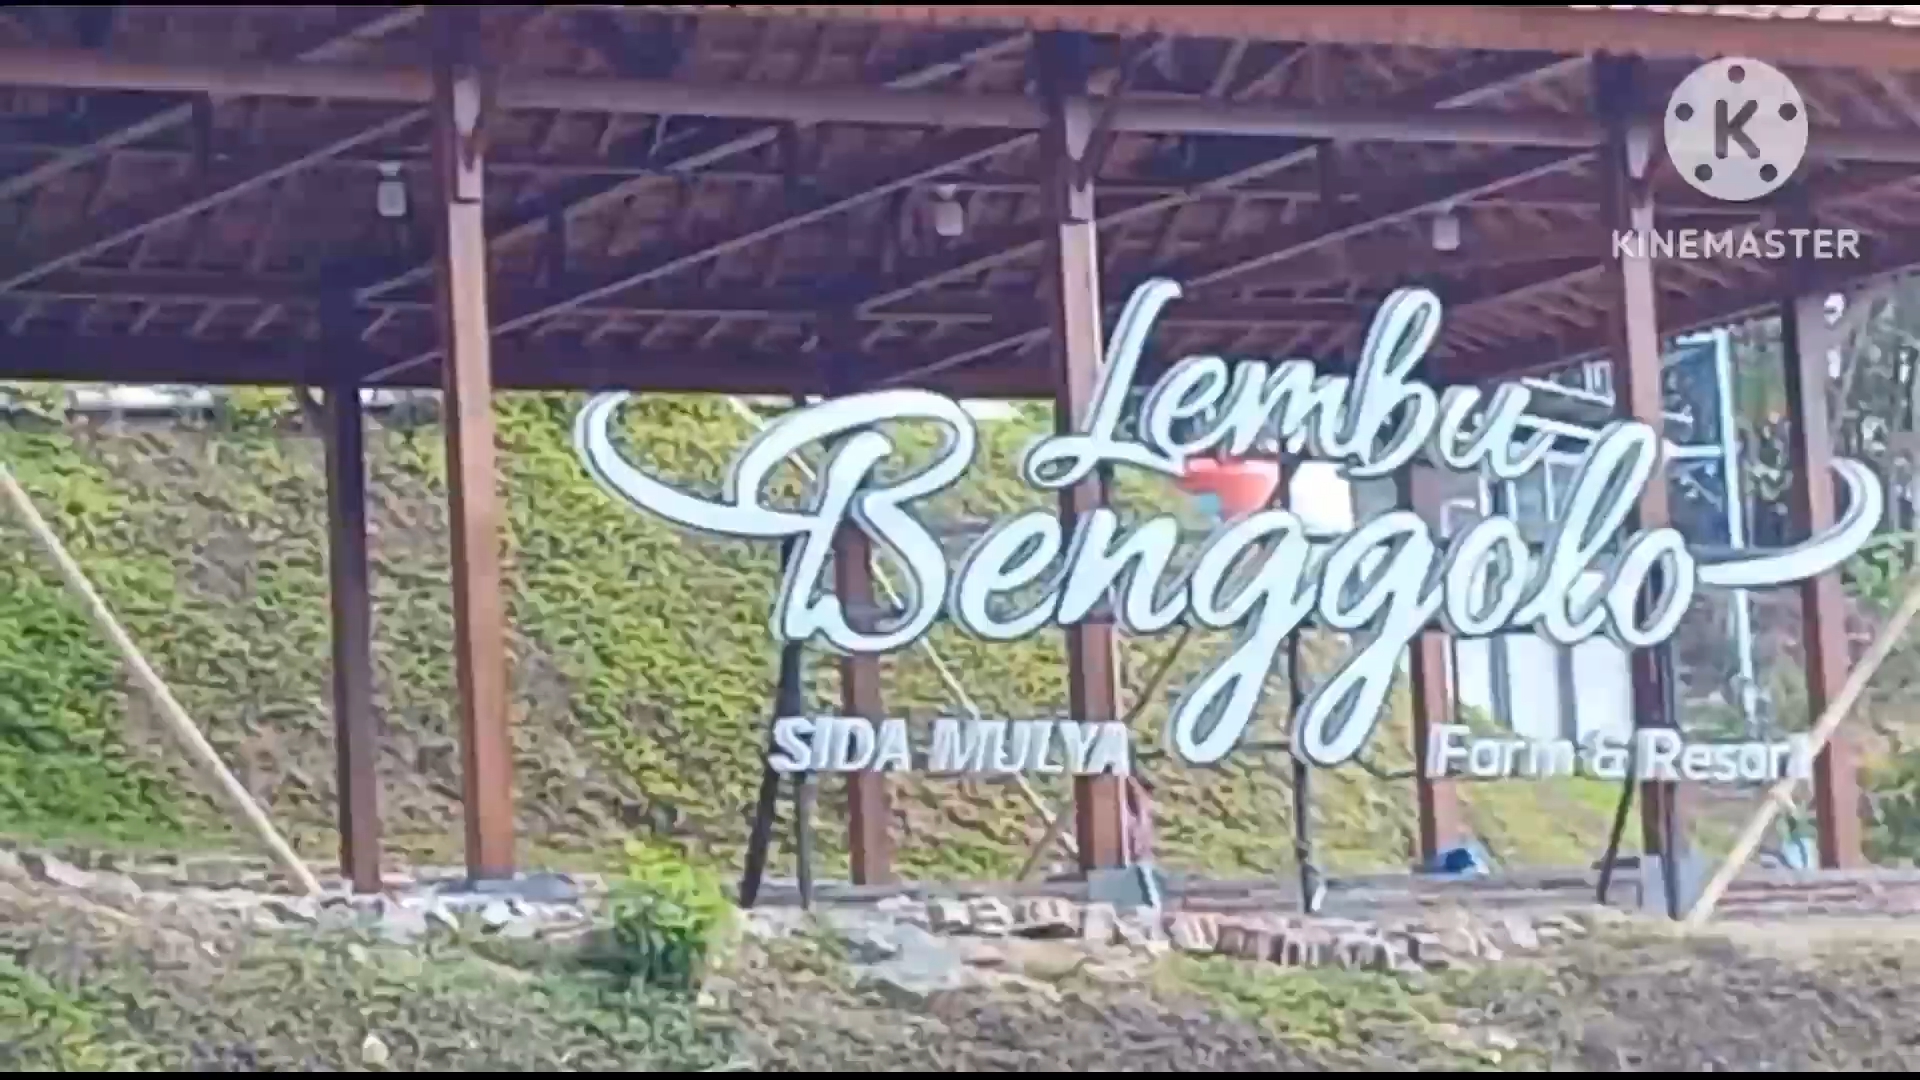 K
KINEMASTER
Lembu
Benggolo
SIDA MULYA
Farm & Resort